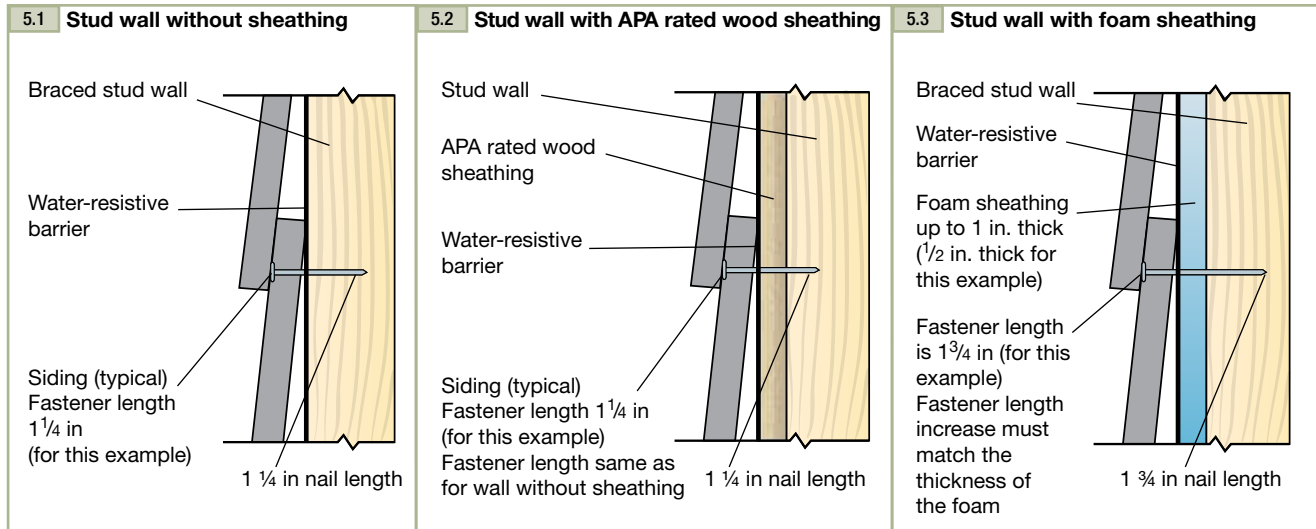 5.1 Stud wall without sheathing
Braced stud wall
Water-resistive
barrier
Siding (typical)
Fastener length
1 1/4 in
(for this example)
1 ¼ in nail length
5.2 Stud wall with APA rated wood sheathing
Stud wall
APA rated wood
sheathing
Water-resistive
barrier
Siding (typical)
Fastener length 1 1/4 in
(for this example)
Fastener length same as
for wall without sheathing
1 ¼ in nail length
5.3 Stud wall with foam sheathing
Braced stud wall
Water-resistive
barrier
Foam sheathing
up to 1 in. thick
(1/2 in. thick for
this example)
Fastener length
is 1 3/4 in (for this
example)
Fastener length
increase must
match the
thickness of
the foam
1 ¾ in nail length